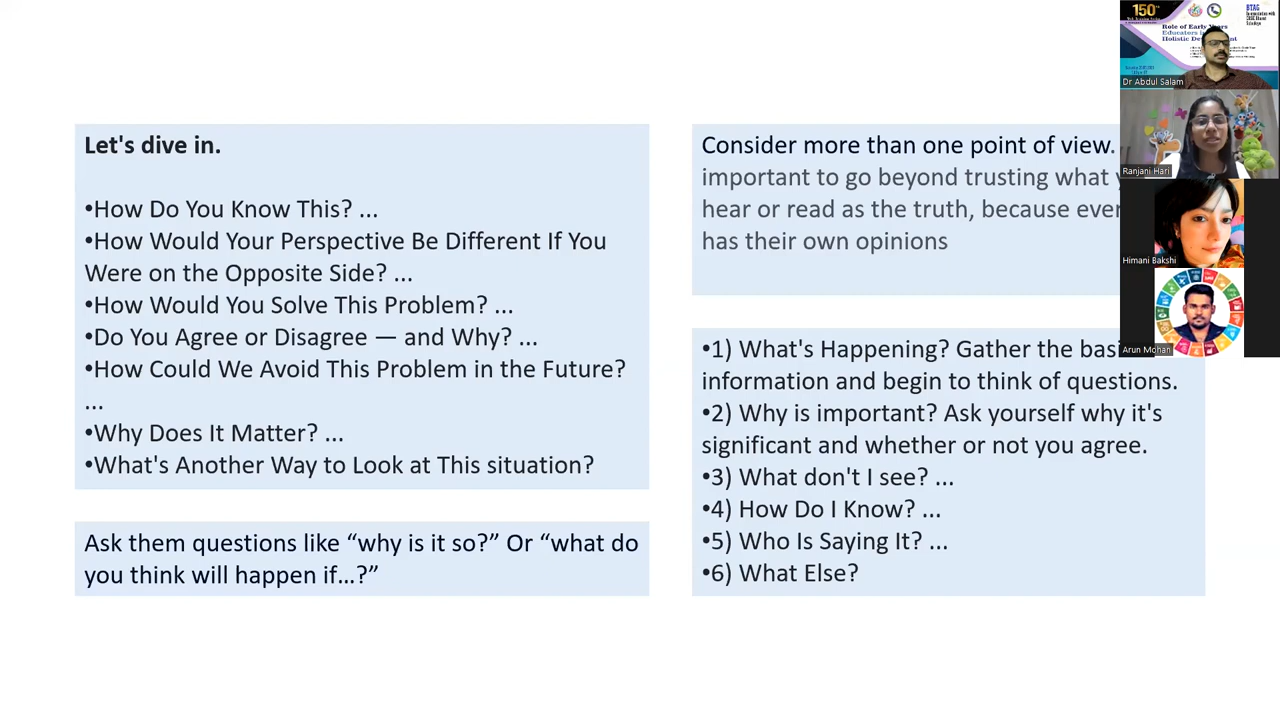 Let's dive in.
•How Do You Know This? ...
•How Would Your Perspective Be Different If You
Were on the Opposite Side? ...
•How Would You Solve This Problem? ...
•Do You Agree or Disagree — and Why? ...
•How Could We Avoid This Problem in the Future?
...
•Why Does It Matter? ...
•What's Another Way to Look at This situation?
Ask them questions like “why is it so?” Or “what do
you think will happen if…?”
Consider more than one point of view.
important to go beyond trusting what
hear or read as the truth, because
has their own opinions
•1) What's Happening? Gather the
information and begin to think of questions.
•2) Why is important? Ask yourself why it's
significant and whether or not you agree.
•3) What don't I see? ...
•4) How Do I Know? ...
•5) Who Is Saying It? ...
•6) What Else?
150
BTAG
Role of Early Years
Educators
Holistic
Dr Abdul Salam
Ranjani Hari
Himani Bakshi
Arun Mohan